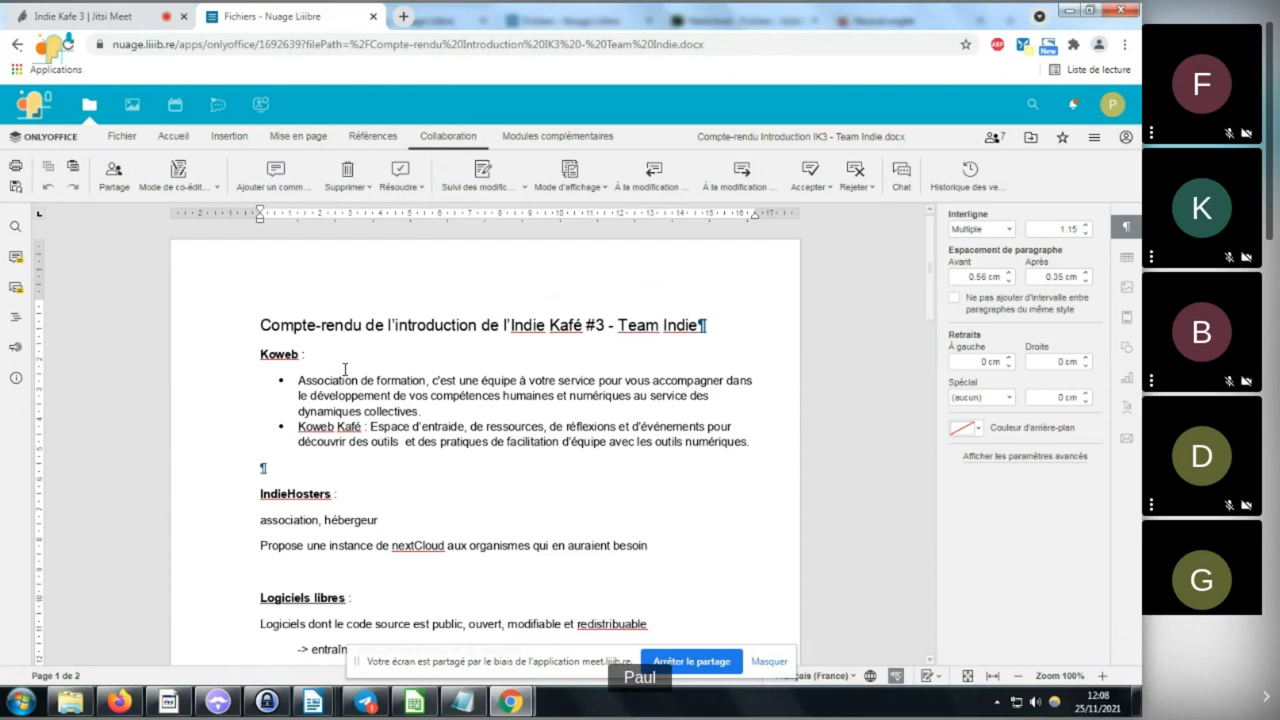 Indie Kafe 3 | Jitsi Meet
Fichiers - Nuage Liiibre
nuage.liiib.re/apps/onlyoffice/1692639?filePath=%2FCompte-rendu%20Introduction%20IK3%20-%20Team%20Indie.docx
ABP
New
Applications
Liste de lecture
P
ONLYOFFICE
Fichier
Accueil
Insertion
Mise en page
Références
Collaboration
Modules complémentaires
Compte-rendu Introduction IK3 - Team Indie.docx
7
Partage
Mode de co-édit...
Ajouter un comm...
Supprimer
Résoudre
Suivi des modific...
Mode d'affichage
À la modification ...
À la modification ...
Accepter
Rejeter
Chat
Historique des ve...
Interligne
Multiple
1.15
Espacement de paragraphe
Avant
Après
0.56 cm
0.35 cm
Ne pas ajouter d'intervalle entre
paragraphes du même style
Retraits
À gauche
Droite
0 cm
0 cm
Spécial
(aucun)
0 cm
Couleur d'arrière-plan
Afficher les paramètres avancés
Compte-rendu de l'introduction de l'Indie Kafé #3 - Team Indie¶
Koweb :
• Association de formation, c'est une équipe à votre service pour vous accompagner dans
le développement de vos compétences humaines et numériques au service des
dynamiques collectives.
• Koweb Kafé : Espace d'entraide, de ressources, de réflexions et d'événements pour
découvrir des outils et des pratiques de facilitation d'équipe avec les outils numériques.
¶
IndieHosters :
association, hébergeur
Propose une instance de nextCloud aux organismes qui en auraient besoin
Logiciels libres :
Logiciels dont le code source est public, ouvert, modifiable et redistribuable
-> entraîn
Votre écran est partagé par le biais de l'application meet.liiib.re.
Arrêter le partage
Masquer
Paul
Page 1 de 2
Français (France)
Zoom 100%
12:08
25/11/2021
F
K
B
D
G